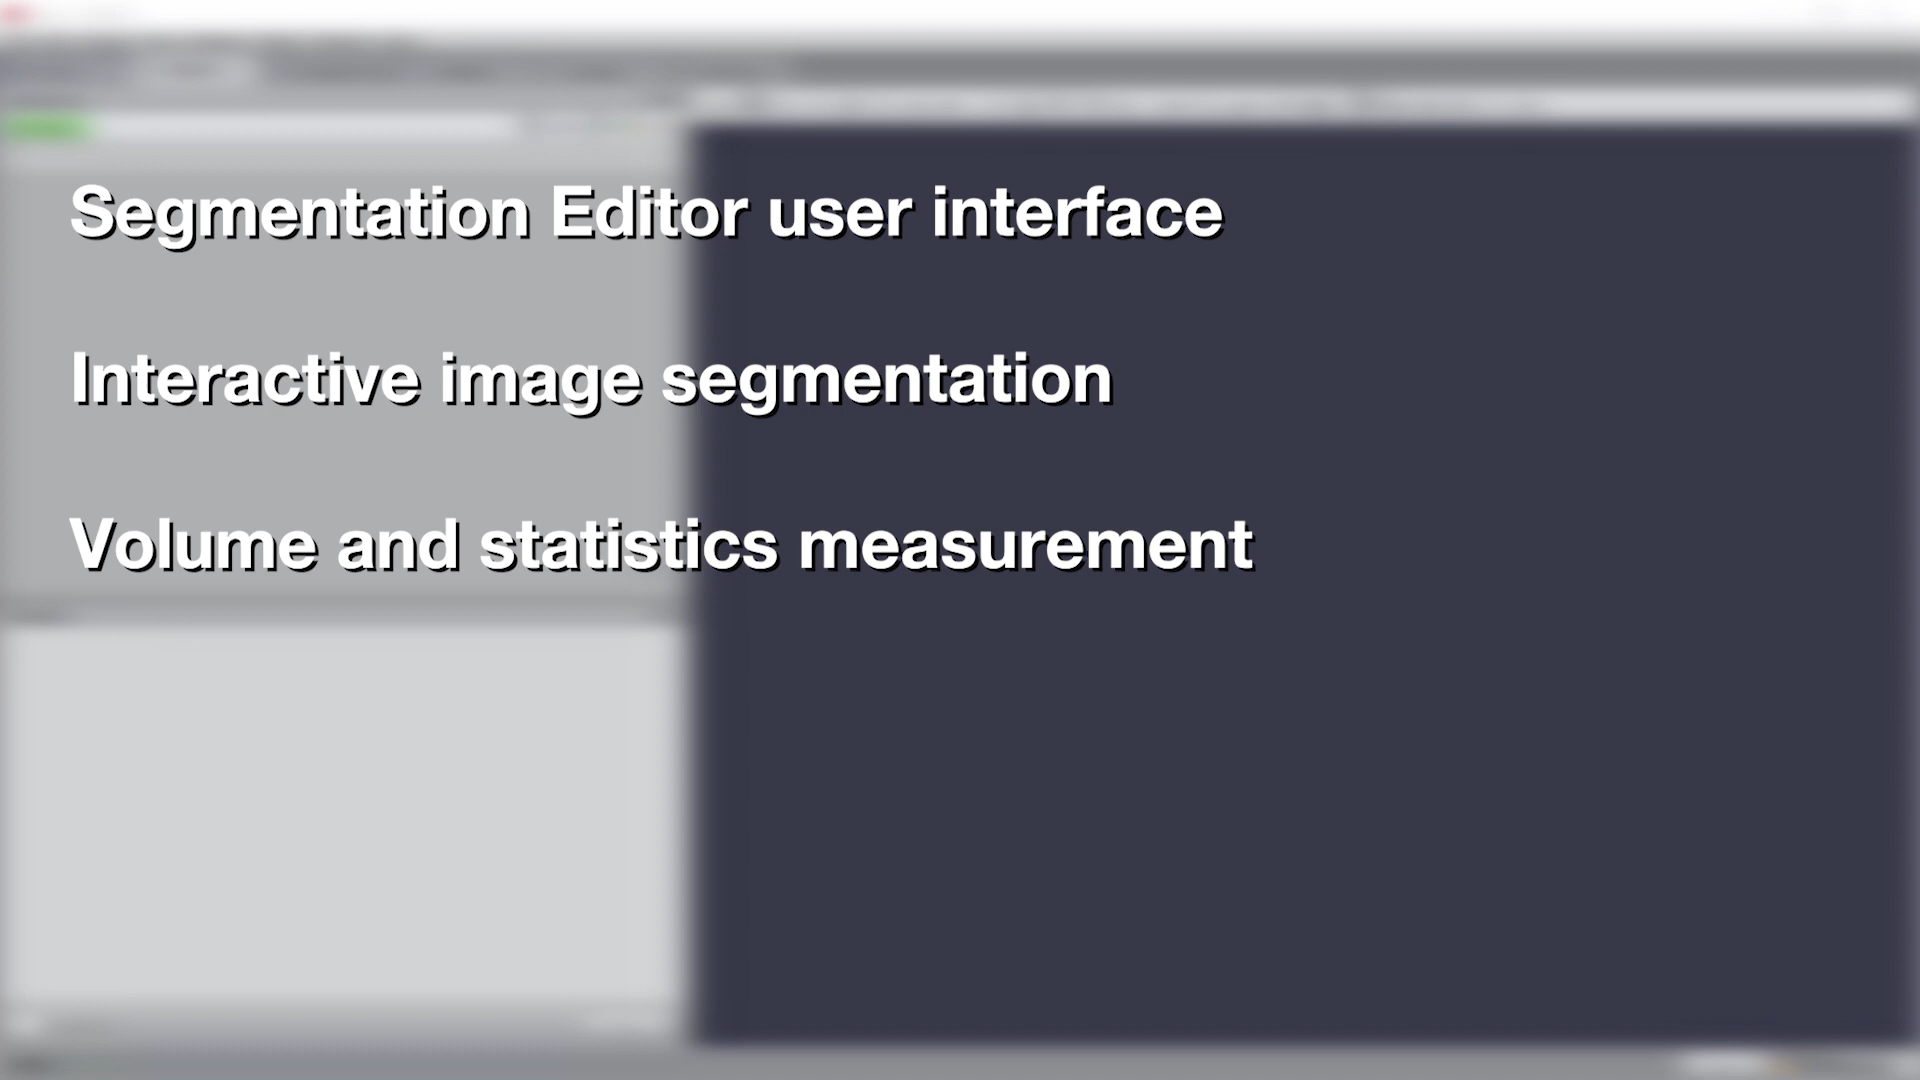 Segmentation Editor user interface
Interactive image segmentation
Volume and statistics measurement